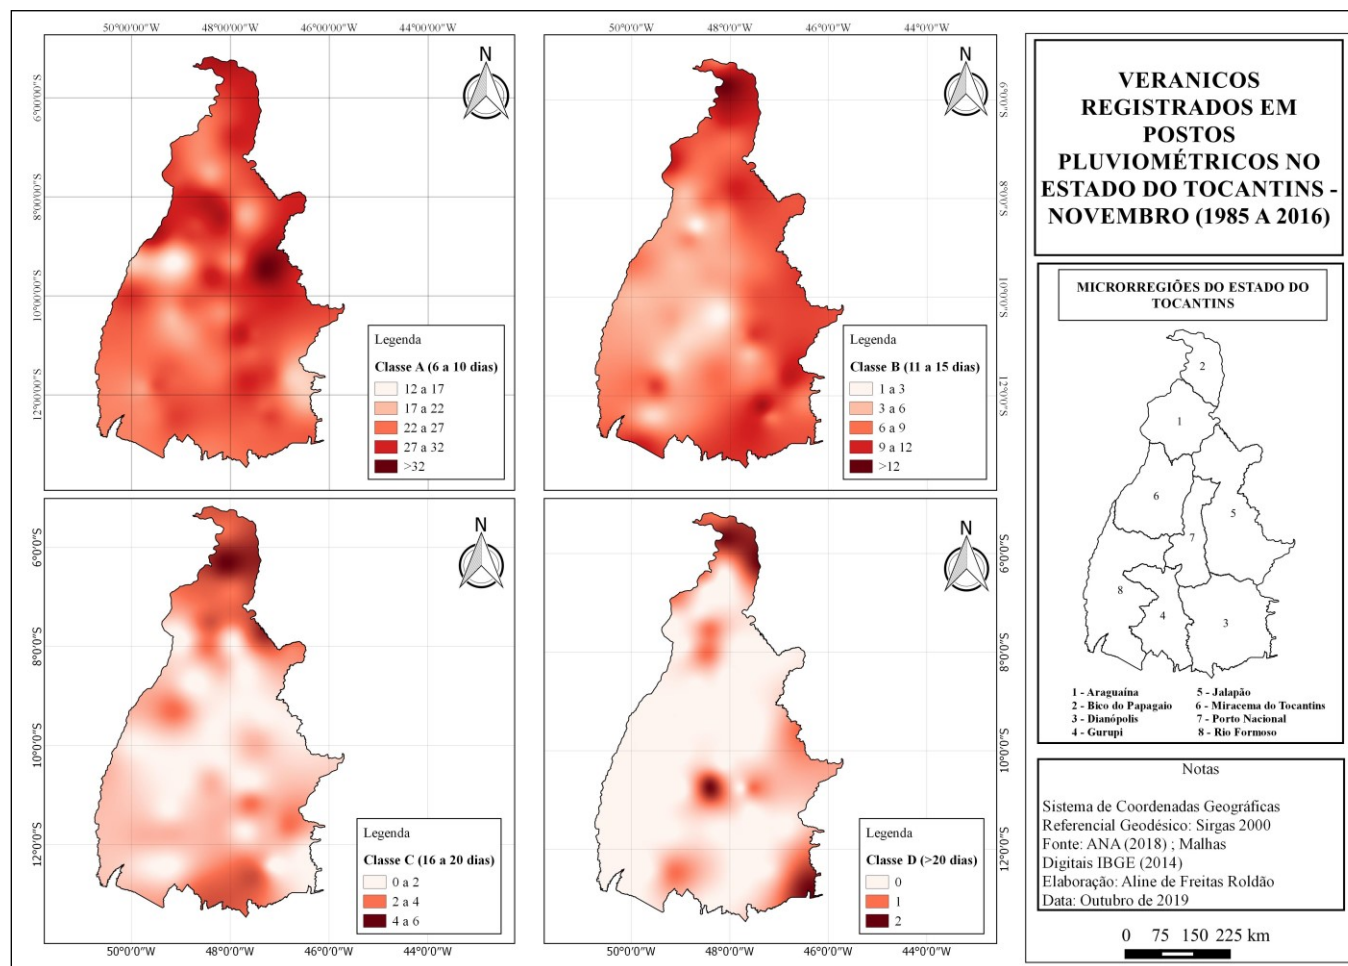 50°00'00"W 48°00'00"W 46°00'00"W 44°00'00"W
6°00'00"S
8°00'00"S
10°00'00"S
12°00'00"S
N
Legenda
Classe A (6 a 10 dias)
12 a 17
17 a 22
22 a 27
27 a 32
>32
50°0'0"W 48°0'0"W 46°0'0"W 44°0'0"W
6°0'0"S
8°0'0"S
10°0'0"S
12°0'0"S
N
Legenda
Classe B (11 a 15 dias)
1 a 3
3 a 6
6 a 9
9 a 12
>12
6°0'0"S
8°0'0"S
10°0'0"S
12°0'0"S
N
Legenda
Classe C (16 a 20 dias)
0 a 2
2 a 4
4 a 6
50°0'0"W 48°0'0"W 46°0'0"W 44°0'0"W
6°0'0"S
8°0'0"S
10°0'0"S
12°0'0"S
N
Legenda
Classe D (>20 dias)
0
1
2
50°0'0"W 48°0'0"W 46°0'0"W 44°0'0"W
VERANICOS
REGISTRADOS EM
POSTOS
PLUVIOMÉTRICOS NO
ESTADO DO TOCANTINS -
NOVEMBRO (1985 A 2016)
MICRORREGIÕES DO ESTADO DO
TOCANTINS
2
1
6
5
7
8
4
3
1 - Araguaína 5 - Jalapão
2 - Bico do Papagaio 6 - Miracema do Tocantins
3 - Dianópolis 7 - Porto Nacional
4 - Gurupi 8 - Rio Formoso
Notas
Sistema de Coordenadas Geográficas
Referencial Geodésico: Sirgas 2000
Fonte: ANA (2018) ; Malhas
Digitais IBGE (2014)
Elaboração: Aline de Freitas Roldão
Data: Outubro de 2019
0 75 150 225 km